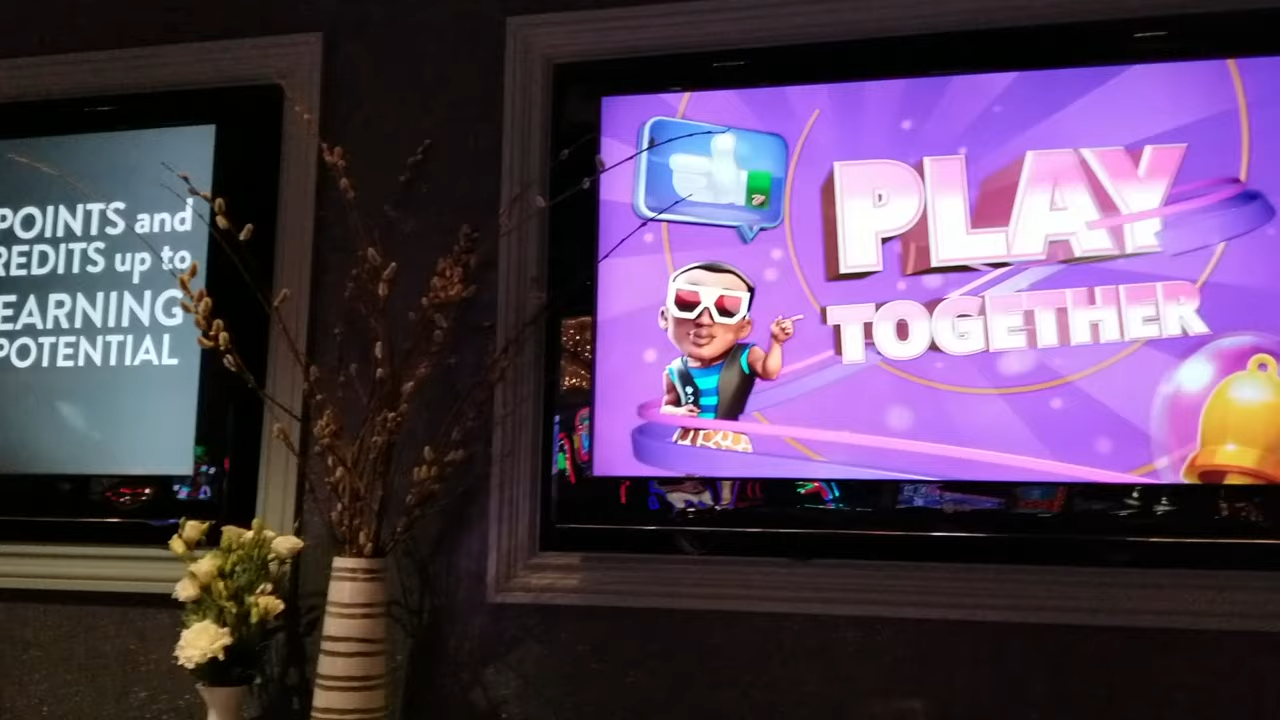 POINTS and
REDITS up to
EARNING
POTENTIAL
PLAY
TOGETHER